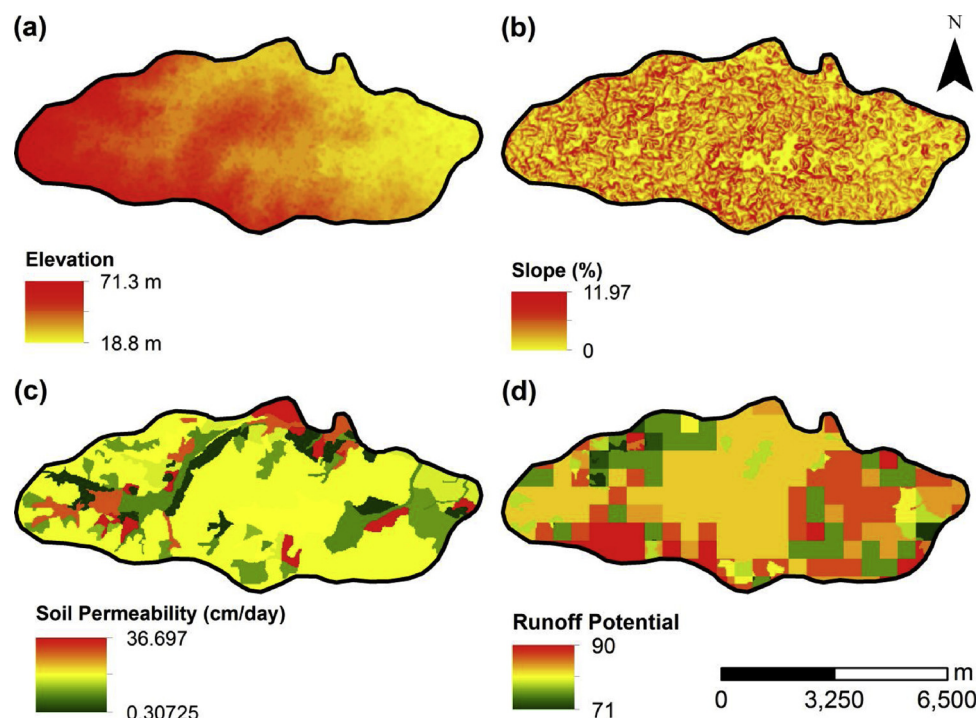 (a)
(b)
N
Elevation
71.3 m
18.8 m
Slope (%)
11.97
0
(c)
(d)
Soil Permeability (cm/day)
36.697
0.30725
Runoff Potential
90
71
m
0 3,250 6,500